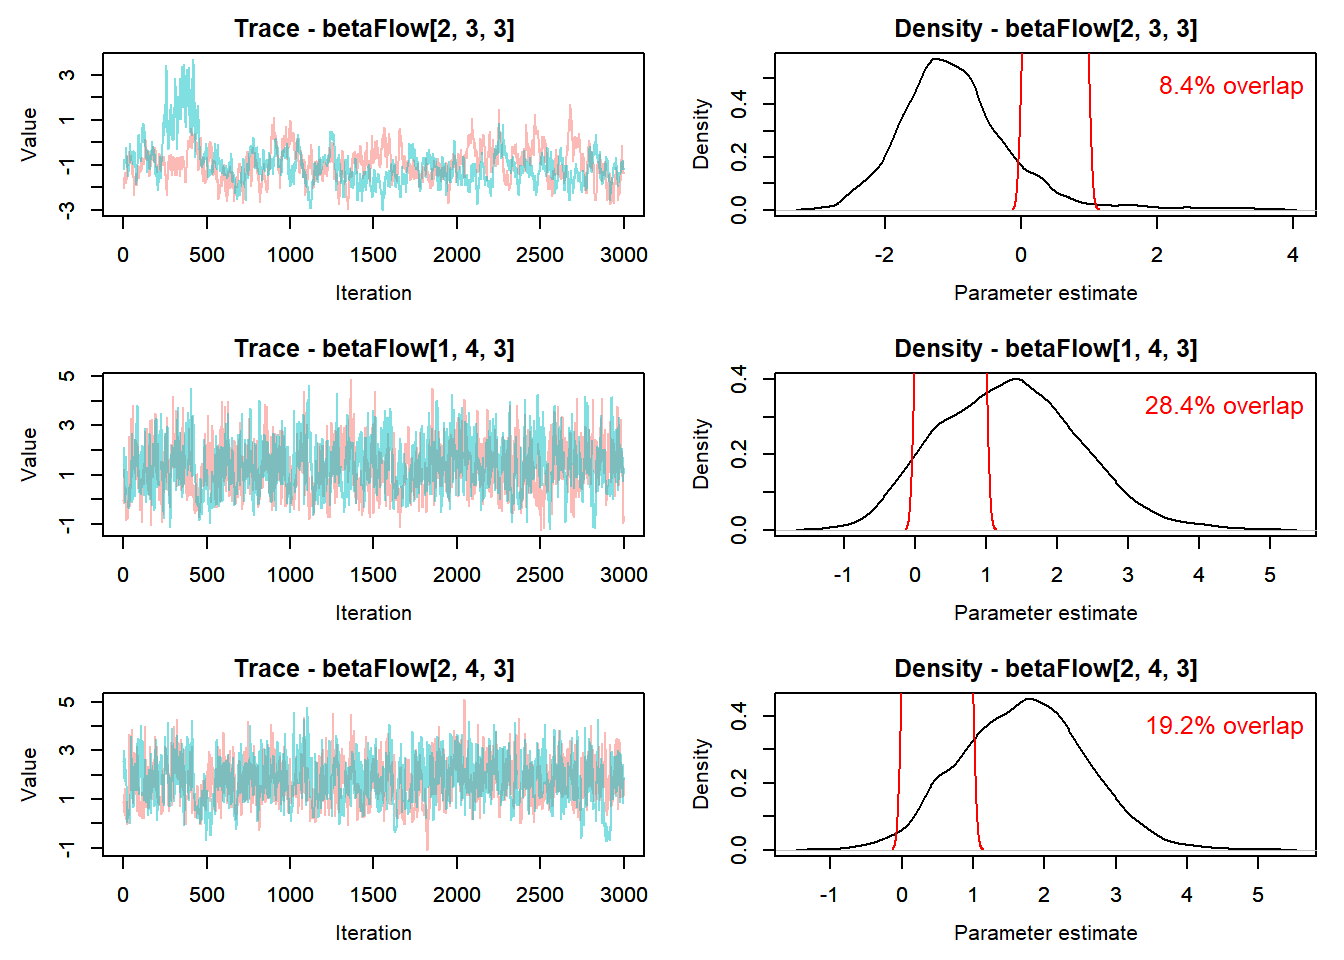 Trace - betaFlow[2, 3, 3]
Value
3
1
-1
-3
0 500 1000 1500 2000 2500 3000
Iteration
Density - betaFlow[2, 3, 3]
8.4% overlap
Density
0.4
0.2
0.0
-2 0 2 4
Parameter estimate
Trace - betaFlow[1, 4, 3]
Value
5
3
1
-1
0 500 1000 1500 2000 2500 3000
Iteration
Density - betaFlow[1, 4, 3]
28.4% overlap
Density
0.4
0.2
0.0
-1 0 1 2 3 4 5
Parameter estimate
Trace - betaFlow[2, 4, 3]
Value
5
3
1
-1
0 500 1000 1500 2000 2500 3000
Iteration
Density - betaFlow[2, 4, 3]
19.2% overlap
Density
0.4
0.2
0.0
-1 0 1 2 3 4 5
Parameter estimate